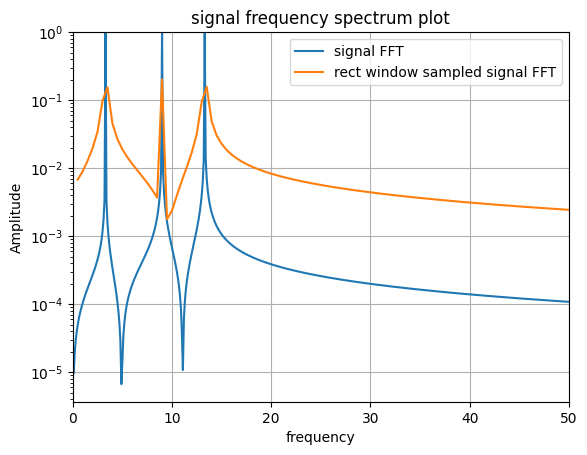 signal frequency spectrum plot
signal FFT
rect window sampled signal FFT
Amplitude
10⁰
10⁻¹
10⁻²
10⁻³
10⁻⁴
10⁻⁵
0 10 20 30 40 50
frequency